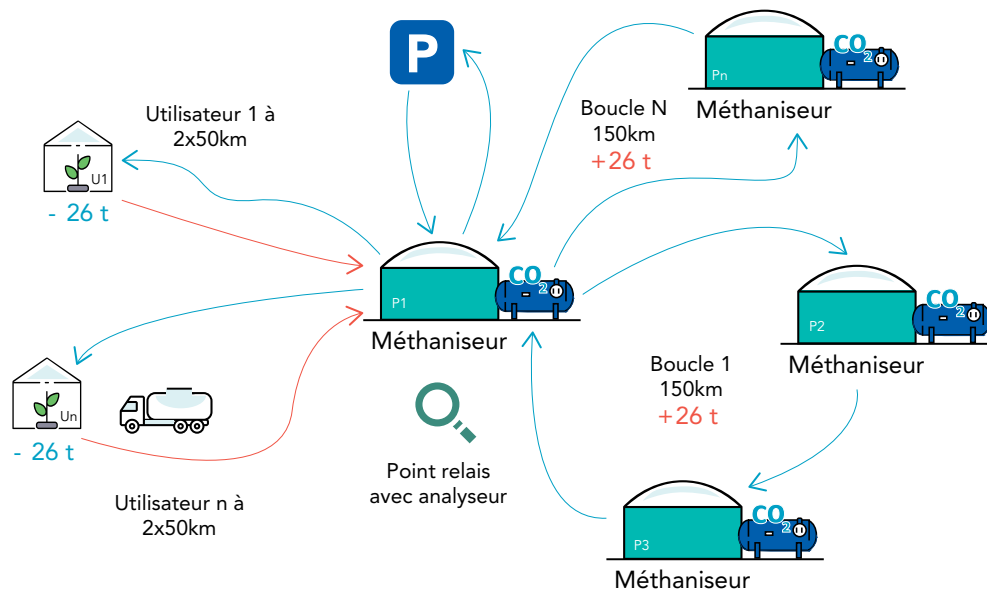 P
CO2
Pn
Méthaniseur
Boucle N
150km
+26 t
Utilisateur 1 à
2x50km
U1
- 26 t
CO2
P1
Méthaniseur
CO2
P2
Méthaniseur
Boucle 1
150km
+26 t
Un
- 26 t
Utilisateur n à
2x50km
Point relais
avec analyseur
CO2
P3
Méthaniseur